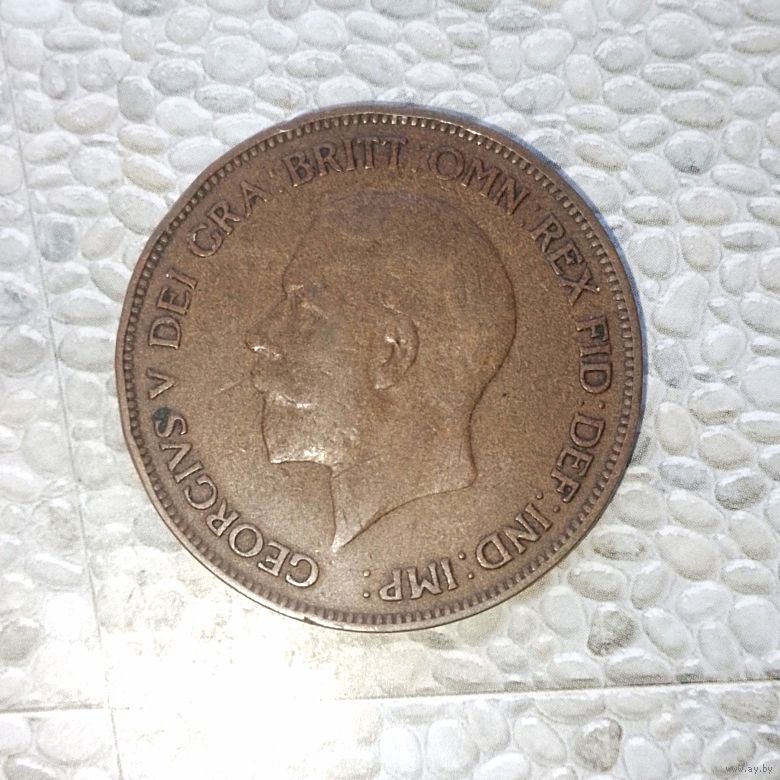 GEORGIVS V DEI GRA: BRITT: OMN: REX FID: DEF: IND: IMP:
www.ay.by